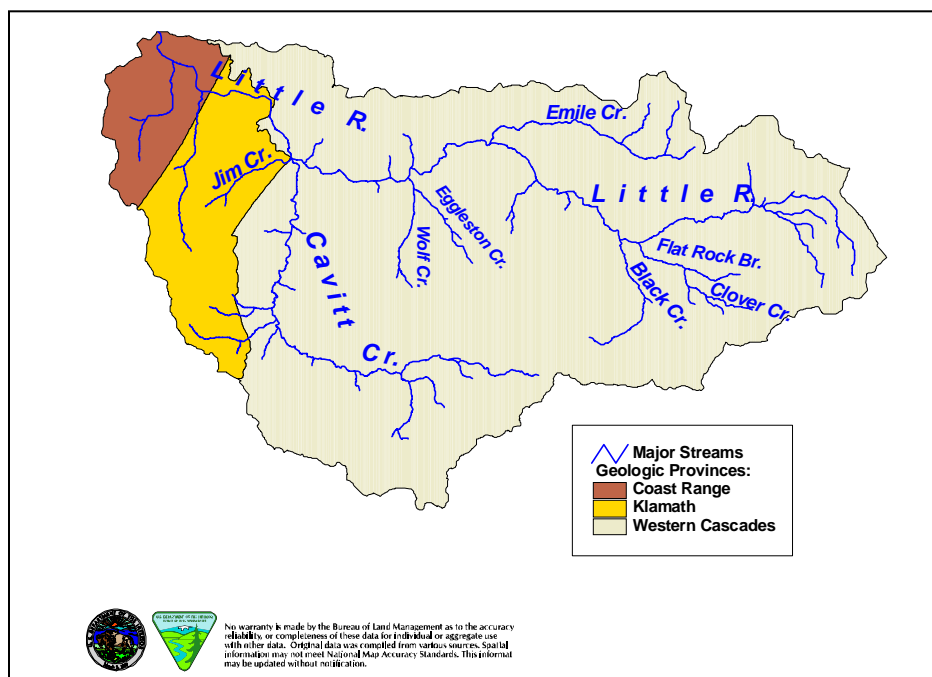 Little R.
Emile Cr.
Jim Cr.
Little R.
Eggleston Cr.
Wolf Cr.
Cavitt Cr.
Flat Rock Br.
Black Cr.
Clover Cr.
Major Streams
Geologic Provinces:
Coast Range
Klamath
Western Cascades
No warranty is made by the Bureau of Land Management as to the accuracy
reliability, or completeness of these data for individual or aggregate use
with other data. Original data was compiled from various sources. Spatial
information may not meet National Map Accuracy Standards. This informat
may be updated without notification.